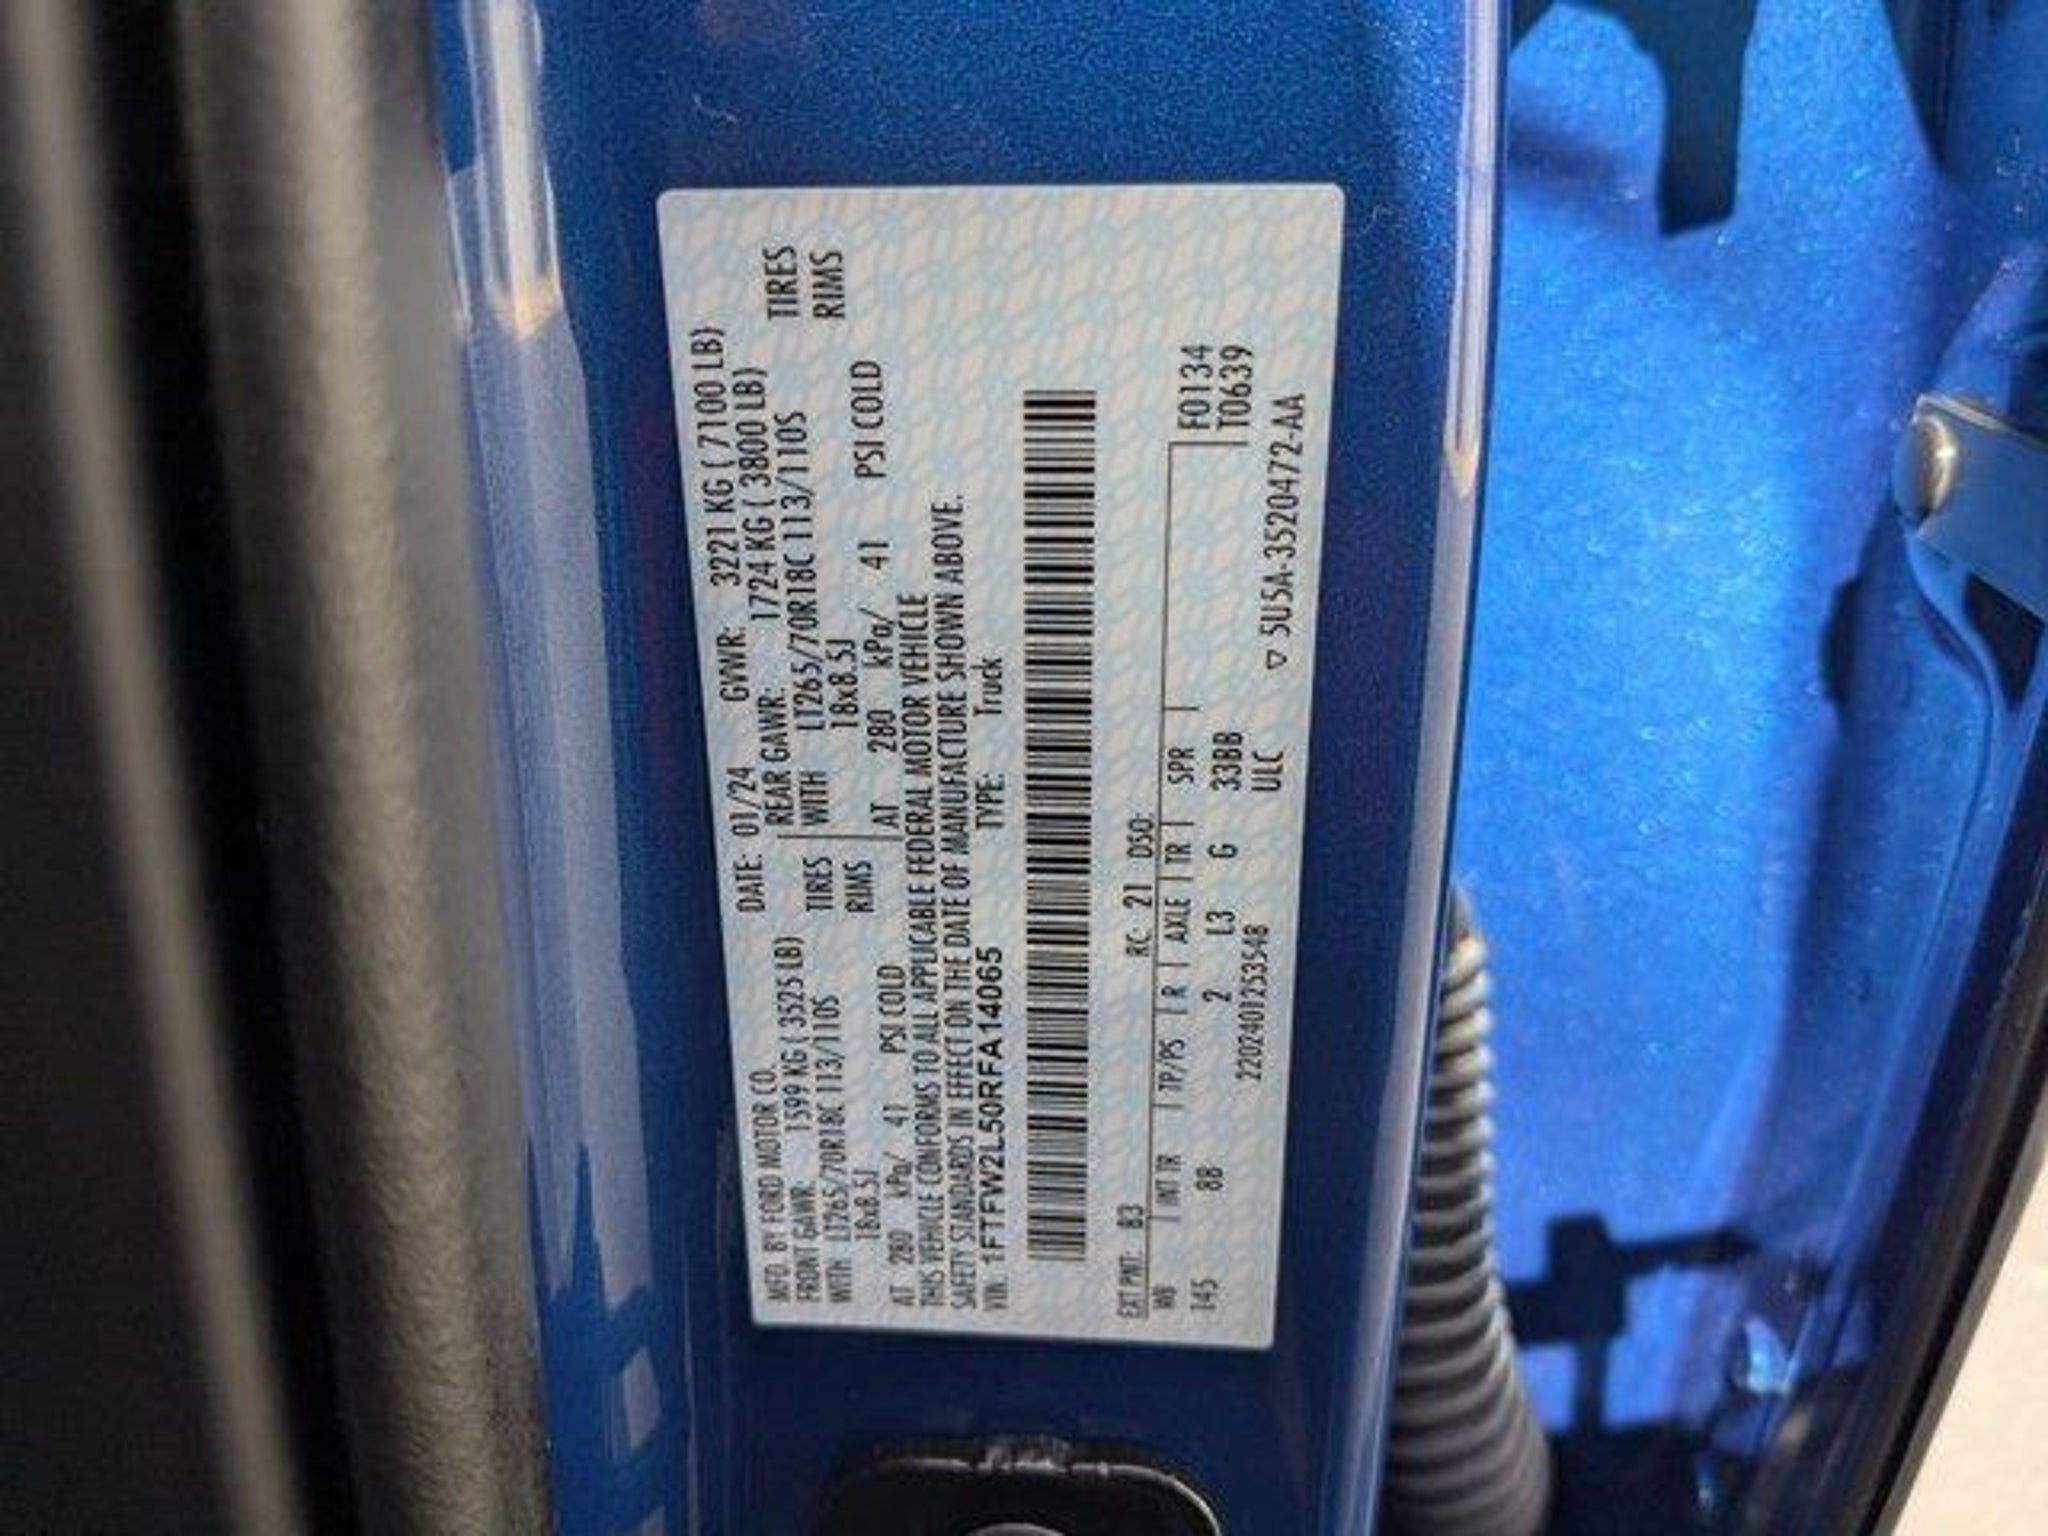 MFD. BY FORD MOTOR CO. DATE: 01/24 GVWR: 3221 KG ( 7100 LB)
FRONT GAWR: 1599 KG ( 3525 LB) REAR GAWR: 1724 KG ( 3800 LB)
WITH LT265/70R18C 113/110S TIRES WITH LT265/70R18C 113/110S TIRES
18x8.5J RIMS 18x8.5J RIMS
AT 280 kPa/ 41 PSI COLD AT 280 kPa/ 41 PSI COLD
THIS VEHICLE CONFORMS TO ALL APPLICABLE FEDERAL MOTOR VEHICLE
SAFETY STANDARDS IN EFFECT ON THE DATE OF MANUFACTURE SHOWN ABOVE.
VIN: 1FTFW2L50RFA14065 TYPE: Truck
EXT PNT: B3 RC: 21 DSO:
WB INT TR TP/PS R AXLE TR SPR F0134
145 8B 2 L3 G 33BB T0639
ULC
22024012535​48 ▽ 5U5A-3520472-AA